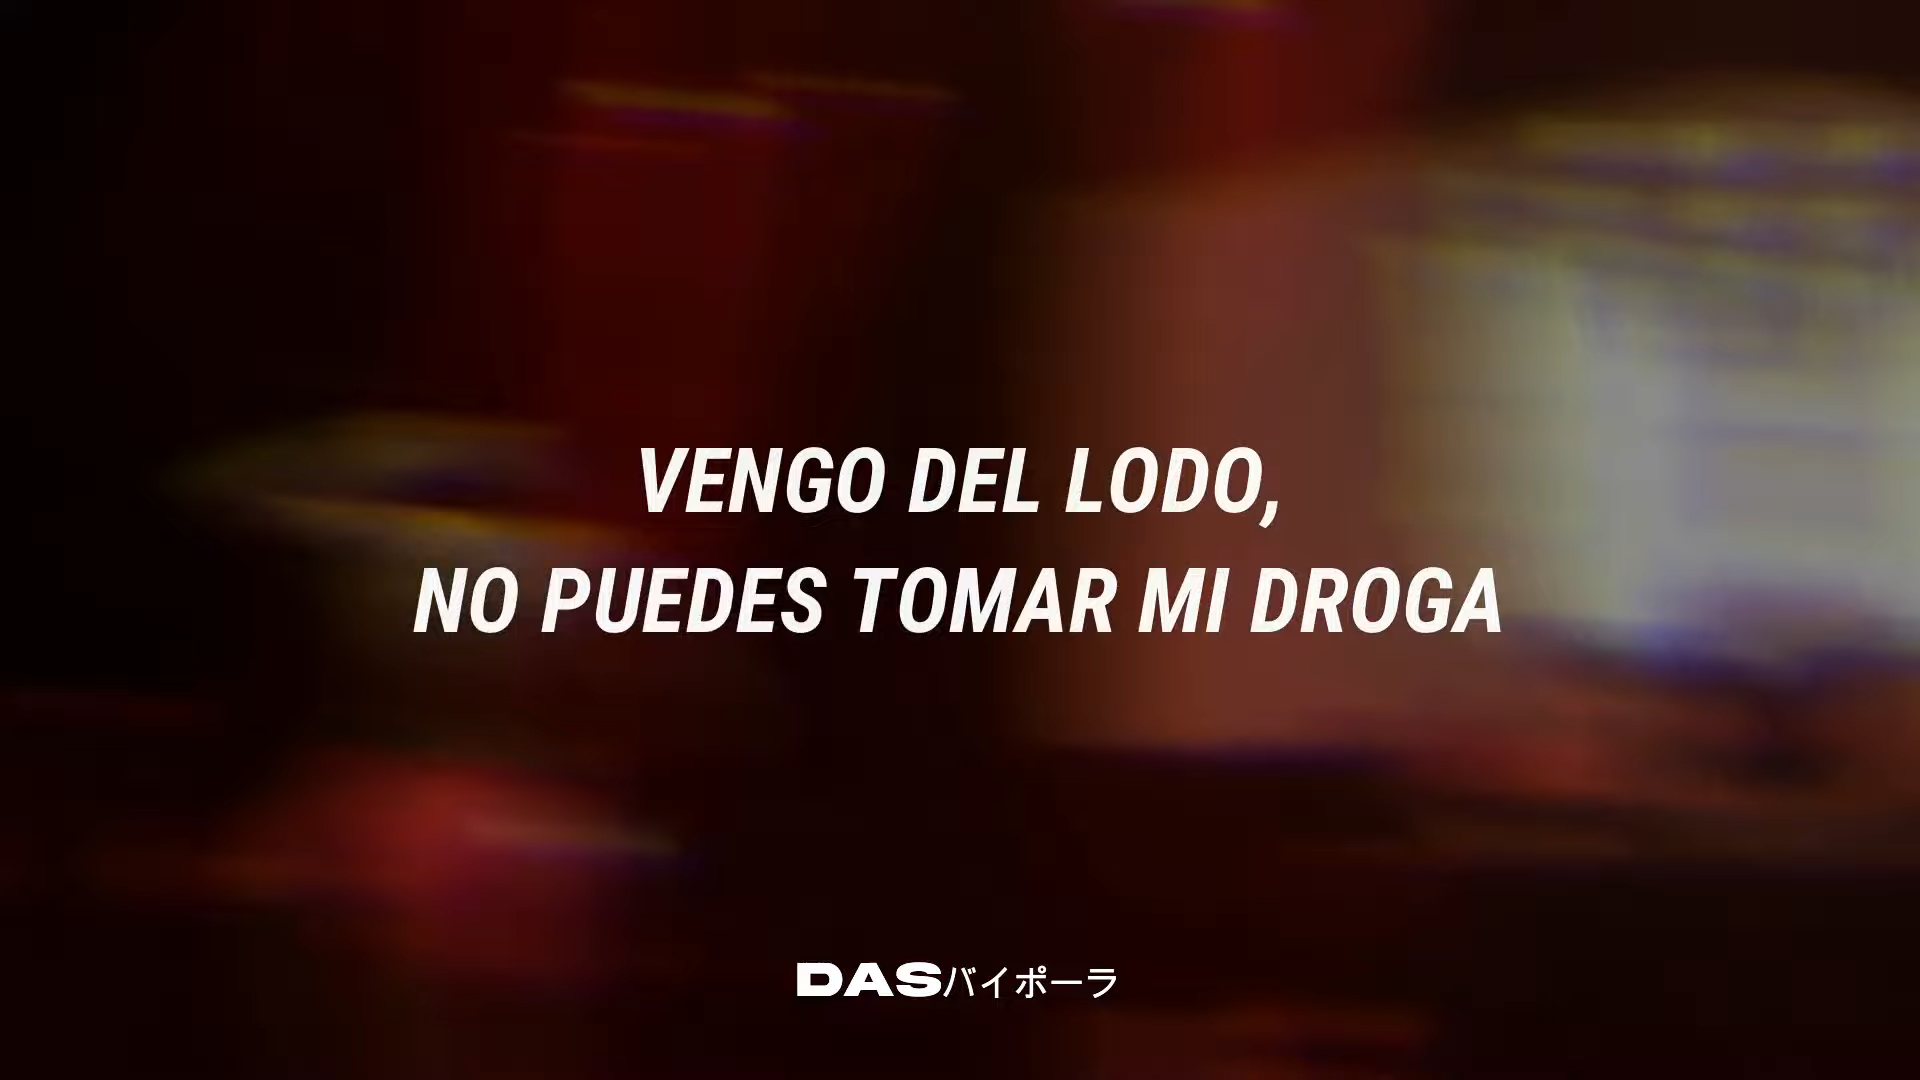 VENGO DEL LODO,
NO PUEDES TOMAR MI DROGA
DASバイポーラ